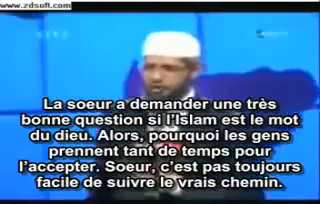 www.zdsoft.com
La soeur a demander une très
bonne question si l'Islam est le mot
du dieu. Alors, pourquoi les gens
prennent tant de temps pour
l'accepter. Soeur, c'est pas toujours
facile de suivre le vrais chemin.